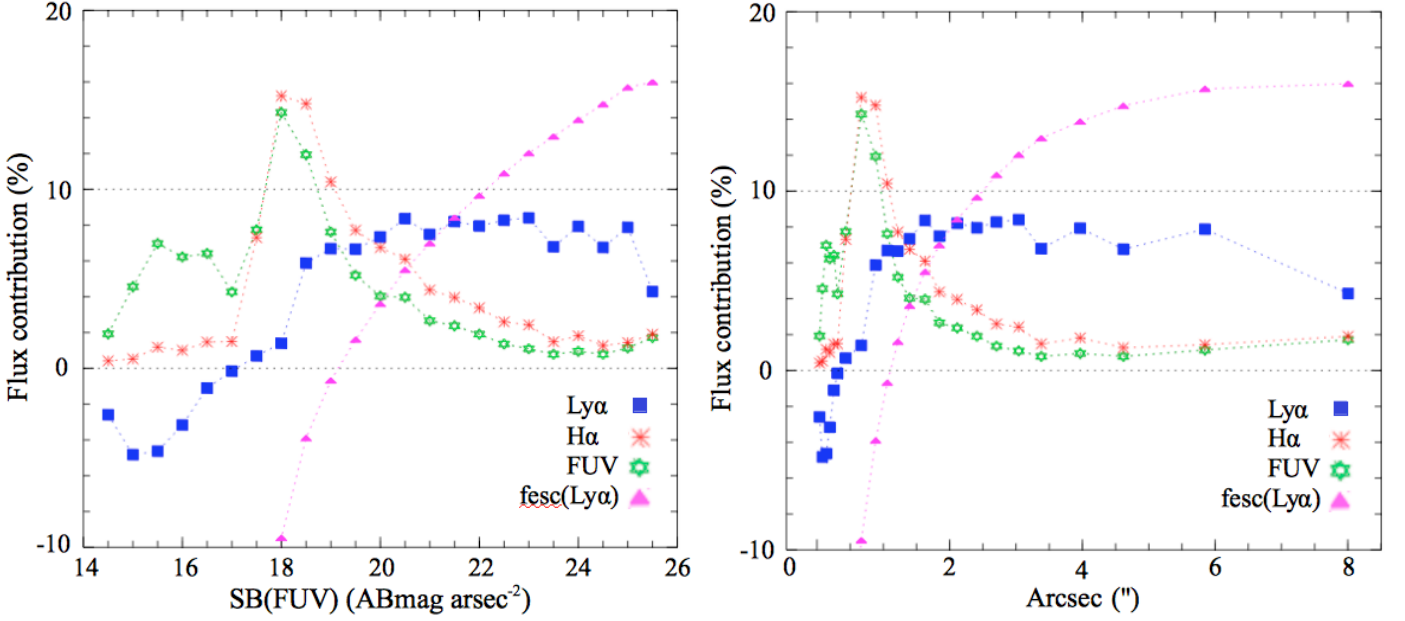 20
10
0
-10
Flux contribution (%)
14
16
18
20
22
24
26
SB(FUV) (ABmag arsec-2)
Lyα
Hα
FUV
fesc(Lyα)
20
10
0
-10
Flux contribution (%)
0
2
4
6
8
Arcsec (")
Lyα
Hα
FUV
fesc(Lyα)